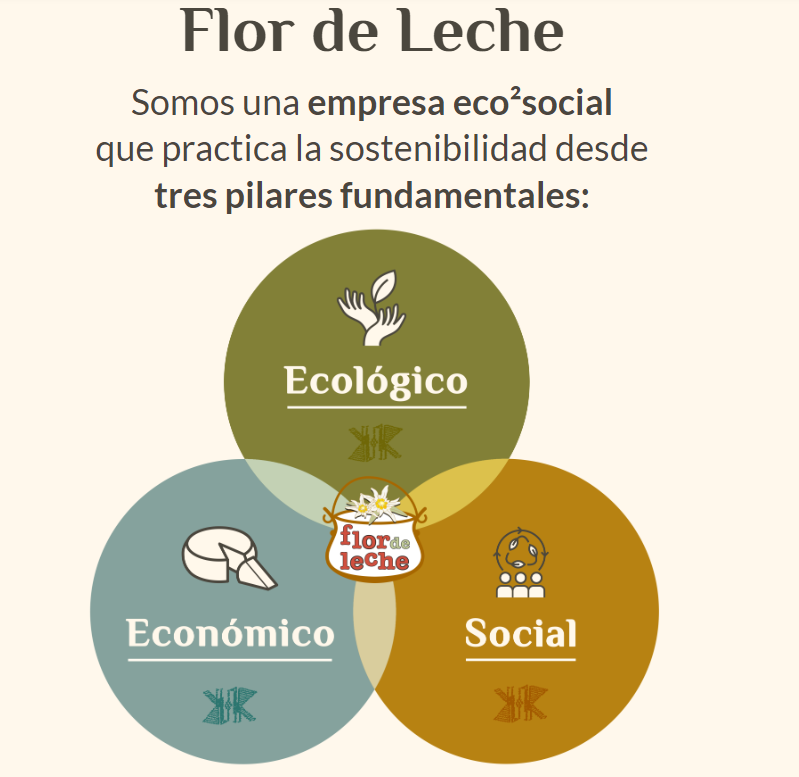 Flor de Leche
Somos una empresa eco²social
que practica la sostenibilidad desde
tres pilares fundamentales:
Ecológico
flor de
leche
Económico
Social